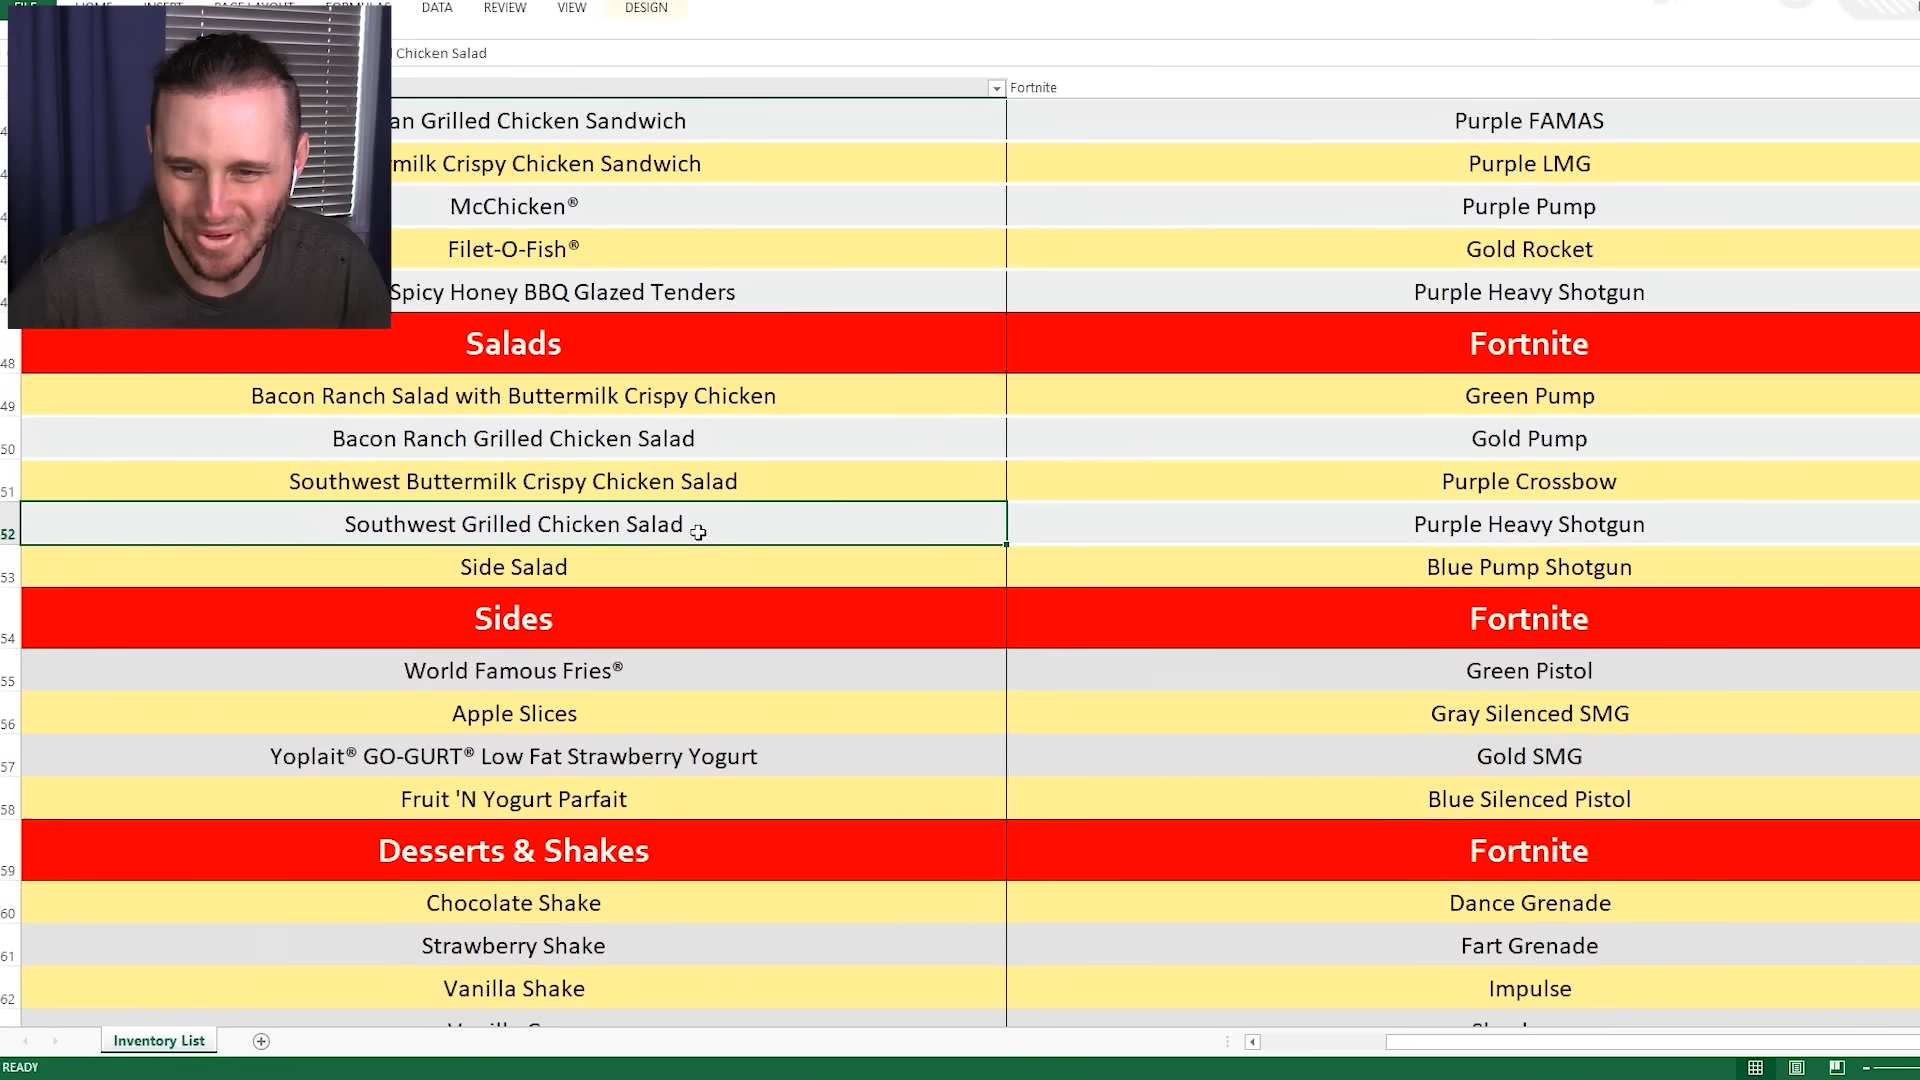 DATA REVIEW VIEW DESIGN
Chicken Salad
Fortnite
Grilled Chicken Sandwich Purple FAMAS
Crispy Chicken Sandwich Purple LMG
McChicken® Purple Pump
Filet-O-Fish® Gold Rocket
Spicy Honey BBQ Glazed Tenders Purple Heavy Shotgun
48 Salads Fortnite
49 Bacon Ranch Salad with Buttermilk Crispy Chicken Green Pump
50 Bacon Ranch Grilled Chicken Salad Gold Pump
51 Southwest Buttermilk Crispy Chicken Salad Purple Crossbow
52 Southwest Grilled Chicken Salad Purple Heavy Shotgun
53 Side Salad Blue Pump Shotgun
54 Sides Fortnite
55 World Famous Fries® Green Pistol
56 Apple Slices Gray Silenced SMG
57 Yoplait® GO-GURT® Low Fat Strawberry Yogurt Gold SMG
58 Fruit 'N Yogurt Parfait Blue Silenced Pistol
59 Desserts & Shakes Fortnite
60 Chocolate Shake Dance Grenade
61 Strawberry Shake Fart Grenade
62 Vanilla Shake Impulse
Inventory List
READY